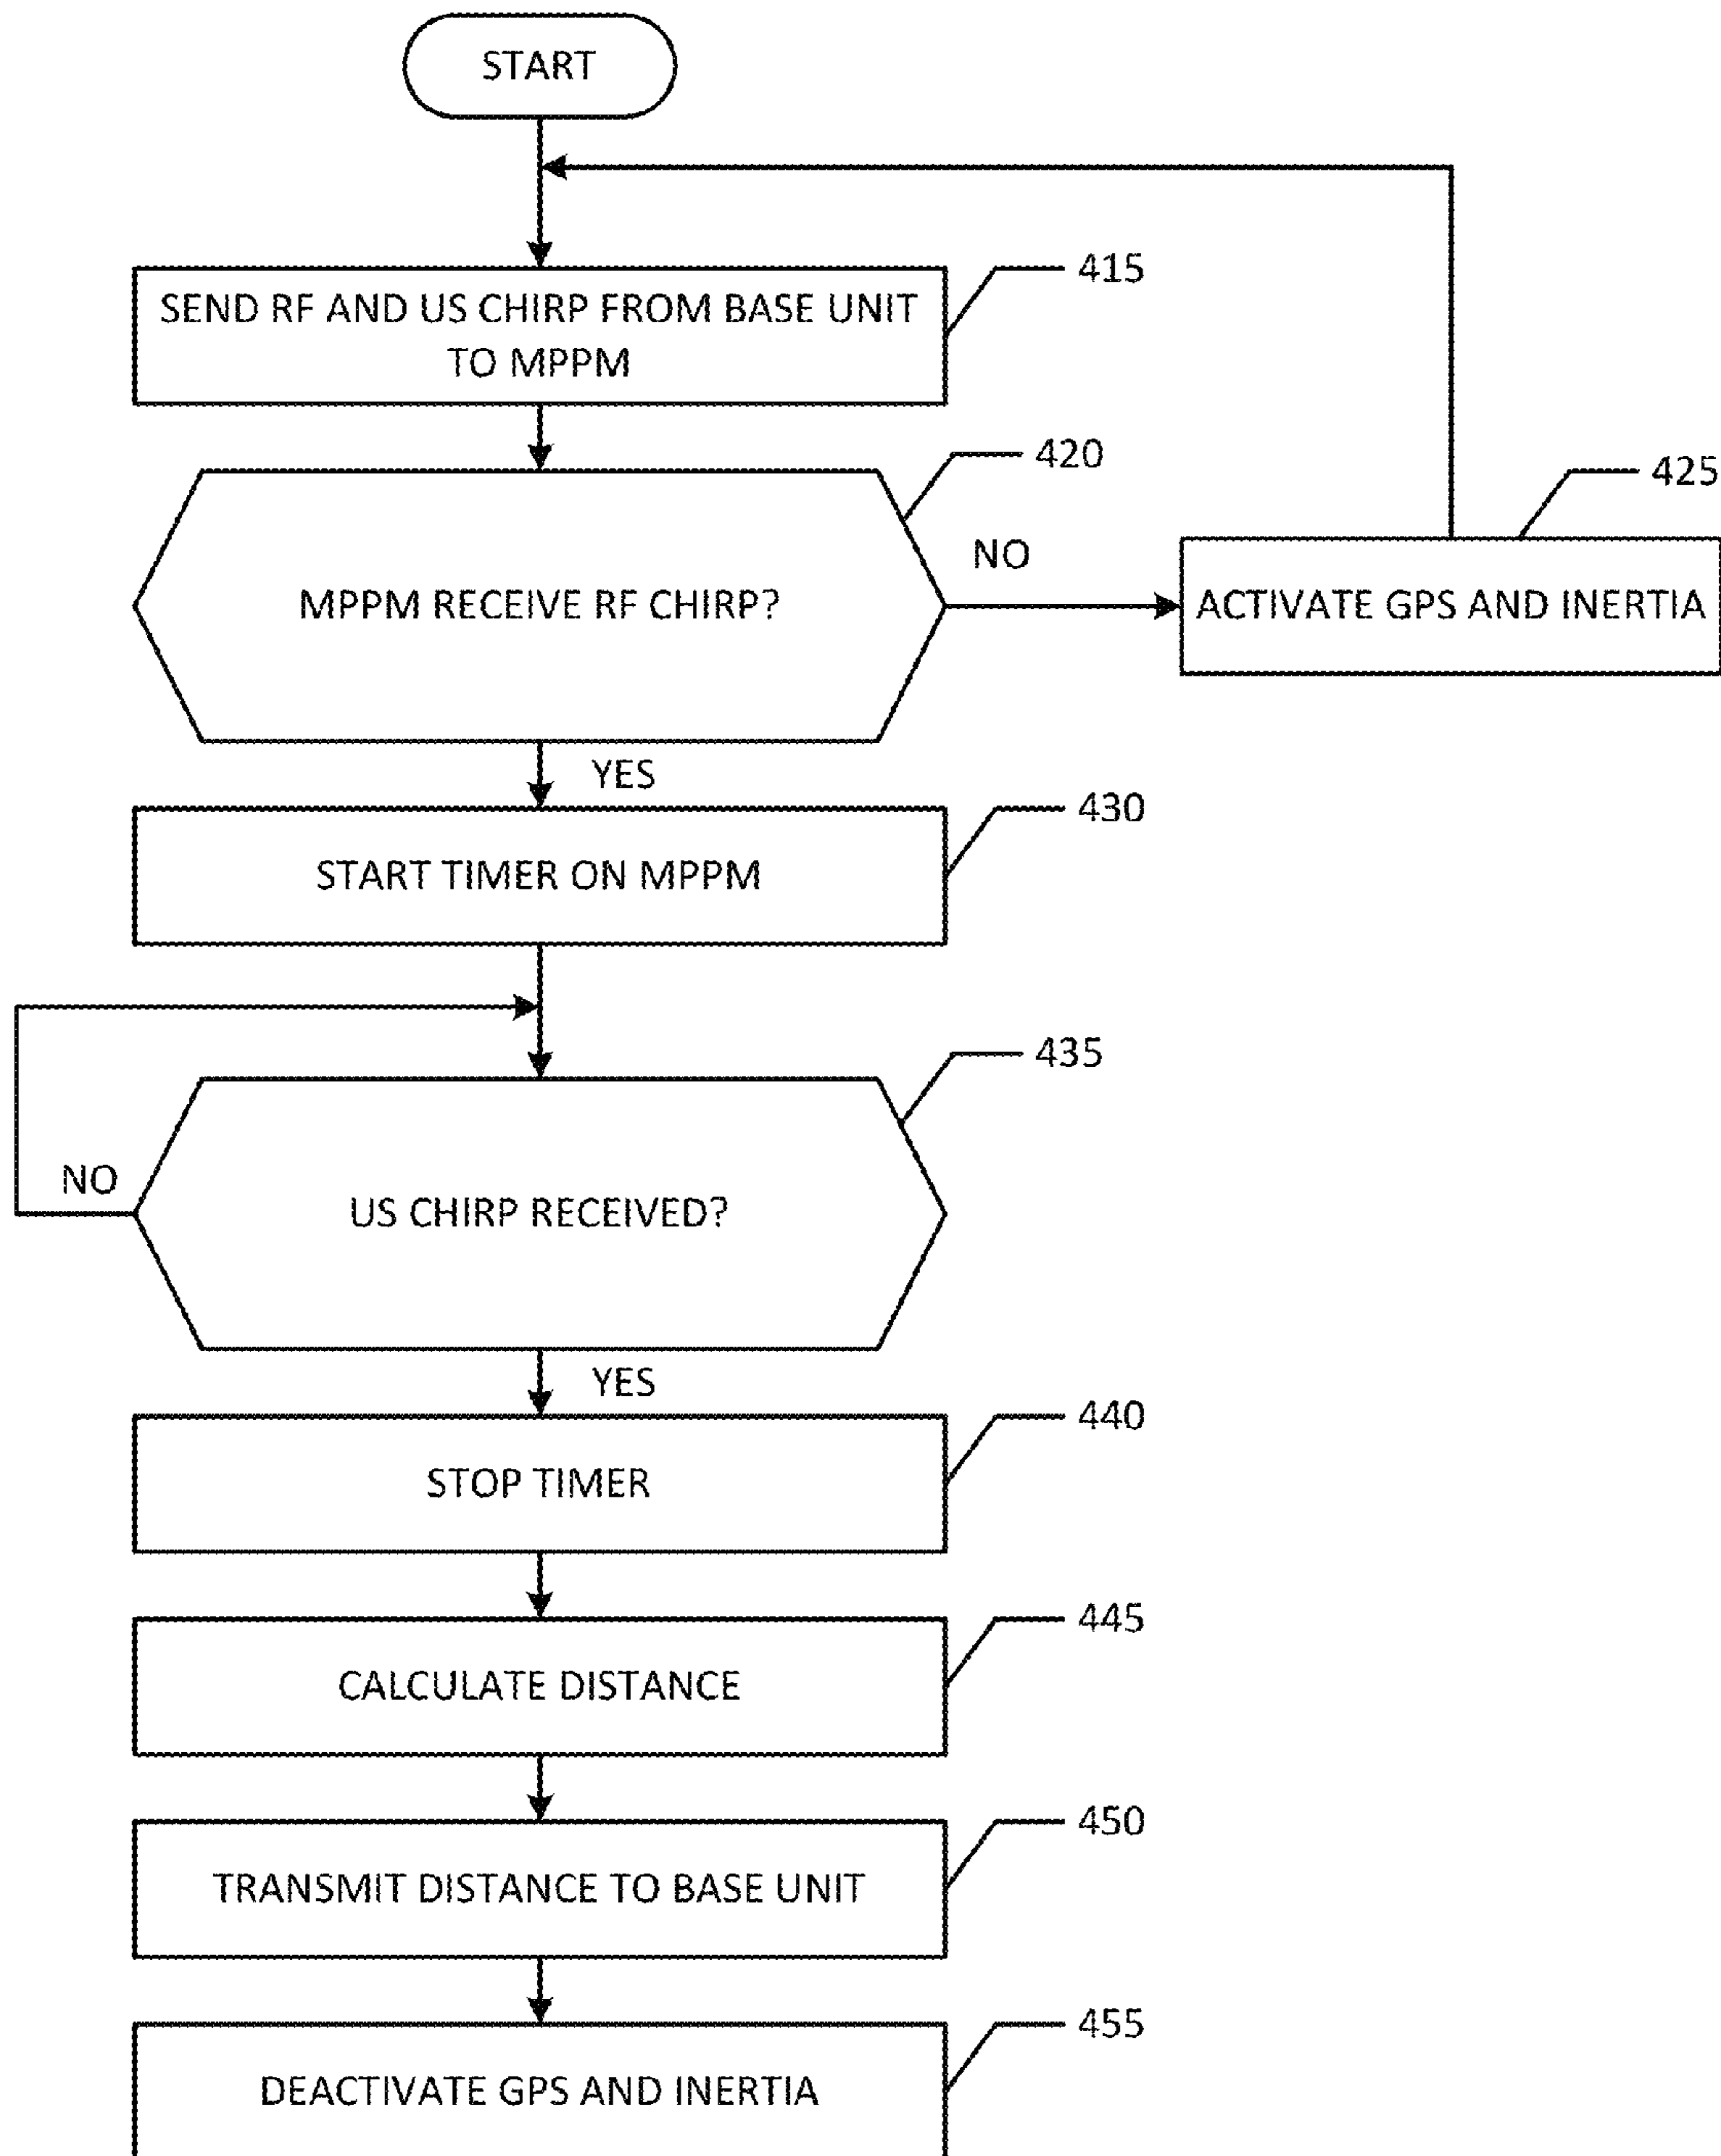 START
415
SEND RF AND US CHIRP FROM BASE UNIT
TO MPPM
420
425
NO
MPPM RECEIVE RF CHIRP?
ACTIVATE GPS AND INERTIA
YES
430
START TIMER ON MPPM
435
NO
US CHIRP RECEIVED?
YES
440
STOP TIMER
445
CALCULATE DISTANCE
450
TRANSMIT DISTANCE TO BASE UNIT
455
DEACTIVATE GPS AND INERTIA